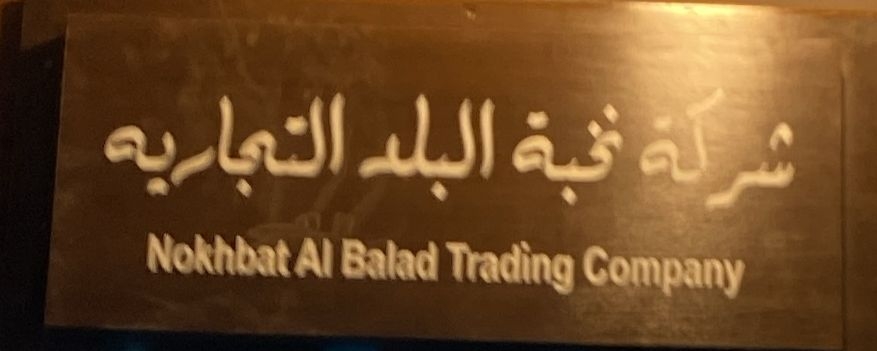 شركة نخبة البلد التجاريه
Nokhbat Al Balad Trading Company